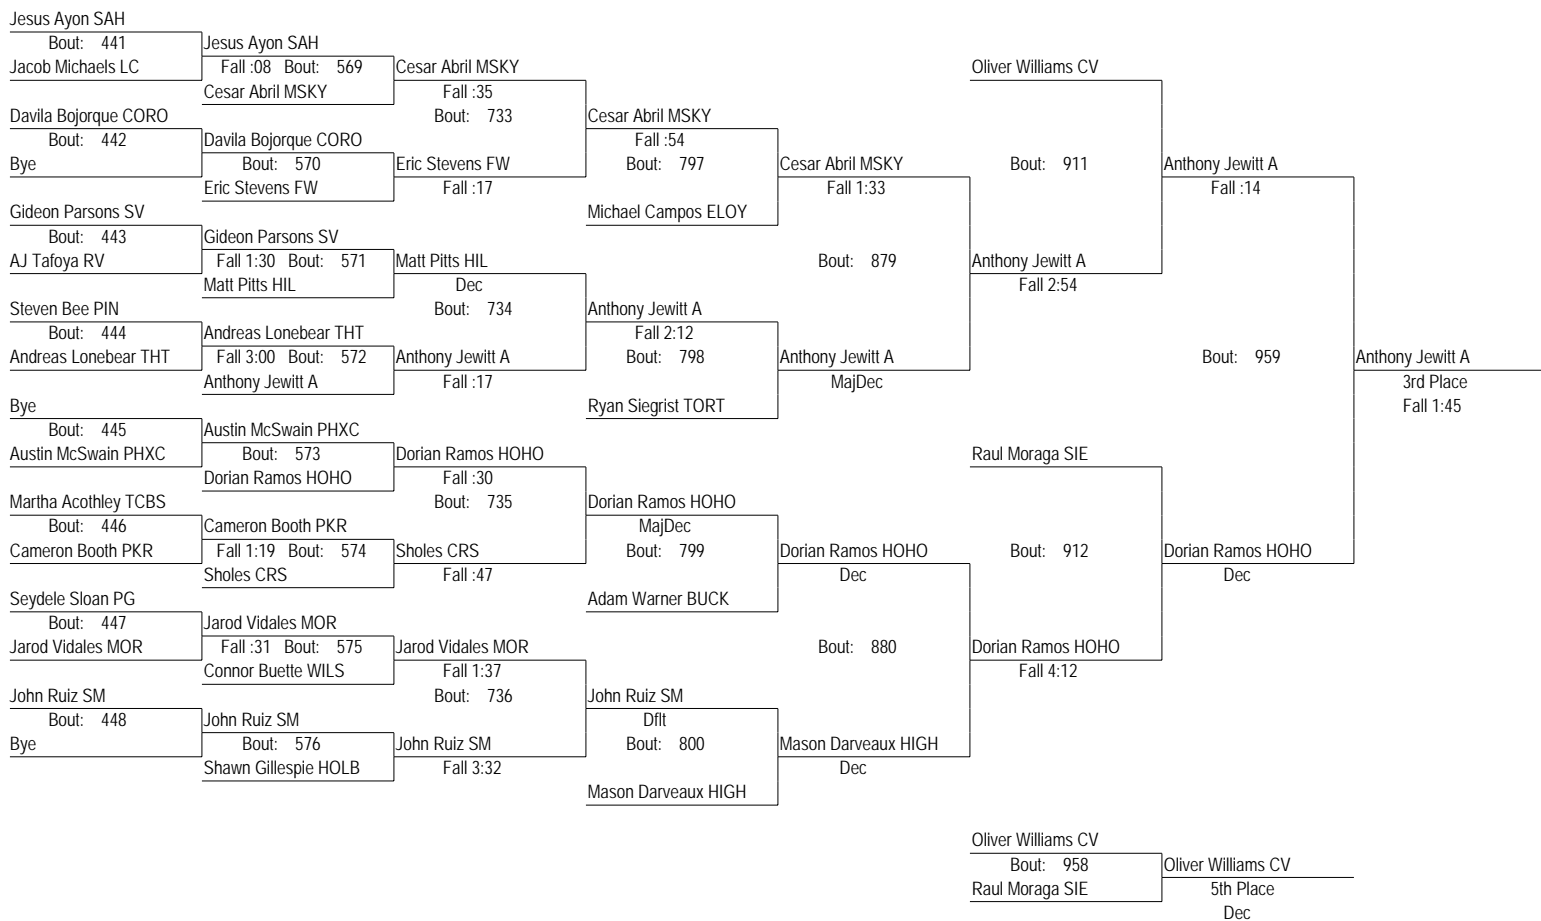 Jesus Ayon SAH
Bout: 441
Jacob Michaels LC
Davila Bojorque CORO
Bout: 442
Bye
Gideon Parsons SV
Bout: 443
AJ Tafoya RV
Steven Bee PIN
Bout: 444
Andreas Lonebear THT
Bye
Bout: 445
Austin McSwain PHXC
Martha Acothley TCBS
Bout: 446
Cameron Booth PKR
Seydele Sloan PG
Bout: 447
Jarod Vidales MOR
John Ruiz SM
Bout: 448
Bye
Jesus Ayon SAH
Fall :08 Bout: 569
Cesar Abril MSKY
Davila Bojorque CORO
Bout: 570
Eric Stevens FW
Gideon Parsons SV
Fall 1:30 Bout: 571
Matt Pitts HIL
Andreas Lonebear THT
Fall 3:00 Bout: 572
Anthony Jewitt A
Austin McSwain PHXC
Bout: 573
Dorian Ramos HOHO
Cameron Booth PKR
Fall 1:19 Bout: 574
Sholes CRS
Jarod Vidales MOR
Fall :31 Bout: 575
Connor Buette WILS
John Ruiz SM
Bout: 576
Shawn Gillespie HOLB
Cesar Abril MSKY
Fall :35
Bout: 733
Eric Stevens FW
Fall :17
Matt Pitts HIL
Dec
Bout: 734
Anthony Jewitt A
Fall :17
Dorian Ramos HOHO
Fall :30
Bout: 735
Sholes CRS
Fall :47
Jarod Vidales MOR
Fall 1:37
Bout: 736
John Ruiz SM
Fall 3:32
Cesar Abril MSKY
Fall :54
Bout: 797
Michael Campos ELOY
Anthony Jewitt A
Fall 2:12
Bout: 798
Ryan Siegrist TORT
Dorian Ramos HOHO
MajDec
Bout: 799
Adam Warner BUCK
John Ruiz SM
Dflt
Bout: 800
Mason Darveaux HIGH
Cesar Abril MSKY
Fall 1:33
Bout: 879
Anthony Jewitt A
MajDec
Dorian Ramos HOHO
Dec
Bout: 880
Mason Darveaux HIGH
Dec
Oliver Williams CV
Bout: 911
Anthony Jewitt A
Fall 2:54
Raul Moraga SIE
Bout: 912
Dorian Ramos HOHO
Fall 4:12
Anthony Jewitt A
Fall :14
Bout: 959
Dorian Ramos HOHO
Dec
Anthony Jewitt A
3rd Place
Fall 1:45
Oliver Williams CV
Bout: 958
Raul Moraga SIE
Oliver Williams CV
5th Place
Dec